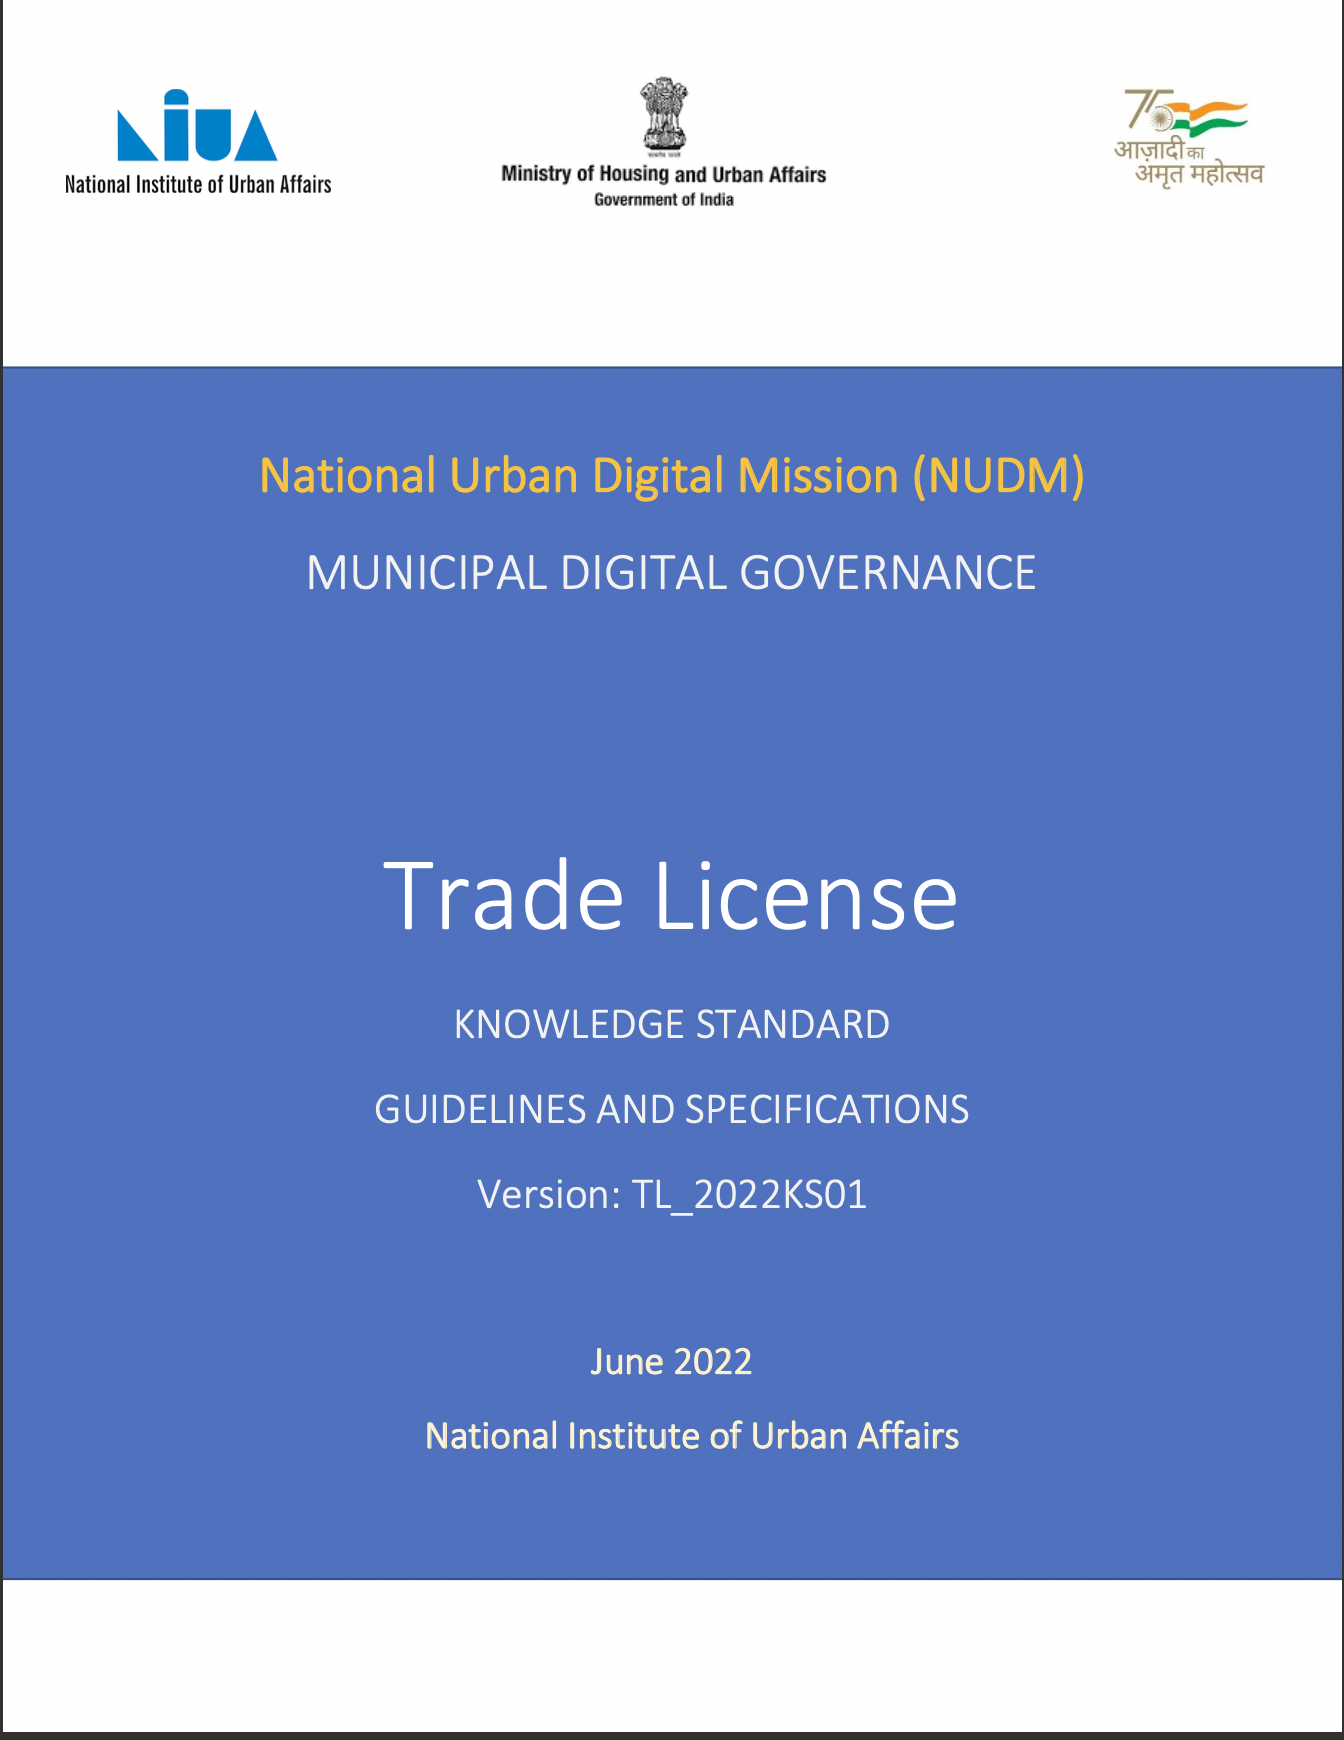 NIUA
National Institute of Urban Affairs
Ministry of Housing and Urban Affairs
Government of India
75
आज़ादी का
अमृत महोत्सव
National Urban Digital Mission (NUDM)
MUNICIPAL DIGITAL GOVERNANCE
Trade License
KNOWLEDGE STANDARD
GUIDELINES AND SPECIFICATIONS
Version: TL_2022KS01
June 2022
National Institute of Urban Affairs